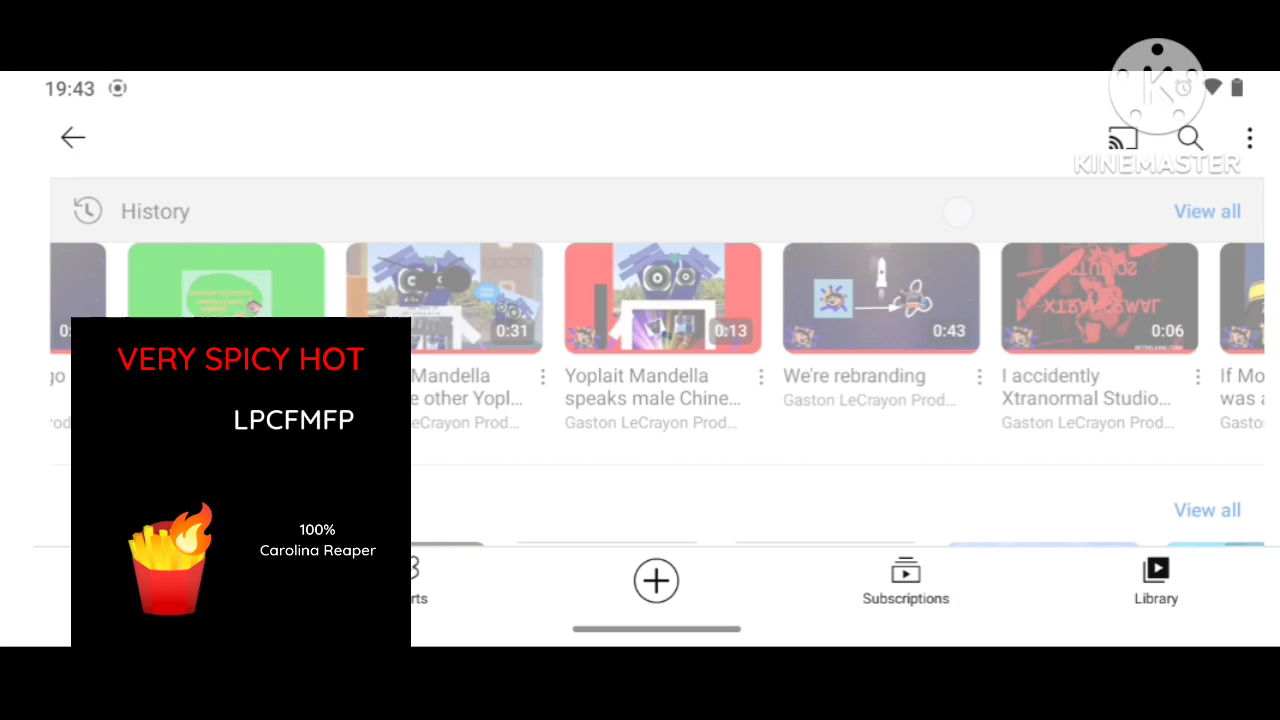 19:43
KINEMASTER
History
View all
0:31
0:13
0:43
XTRANORMAL
0:06
go
Mandella
e other Yopl...
eCrayon Prod...
Yoplait Mandella
speaks male Chine...
Gaston LeCrayon Prod...
We're rebranding
Gaston LeCrayon Prod...
I accidently
Xtranormal Studio...
Gaston LeCrayon Prod...
If Mo
was a
Gasto
VERY SPICY HOT
LPCFMFP
100%
Carolina Reaper
View all
rts
Subscriptions
Library